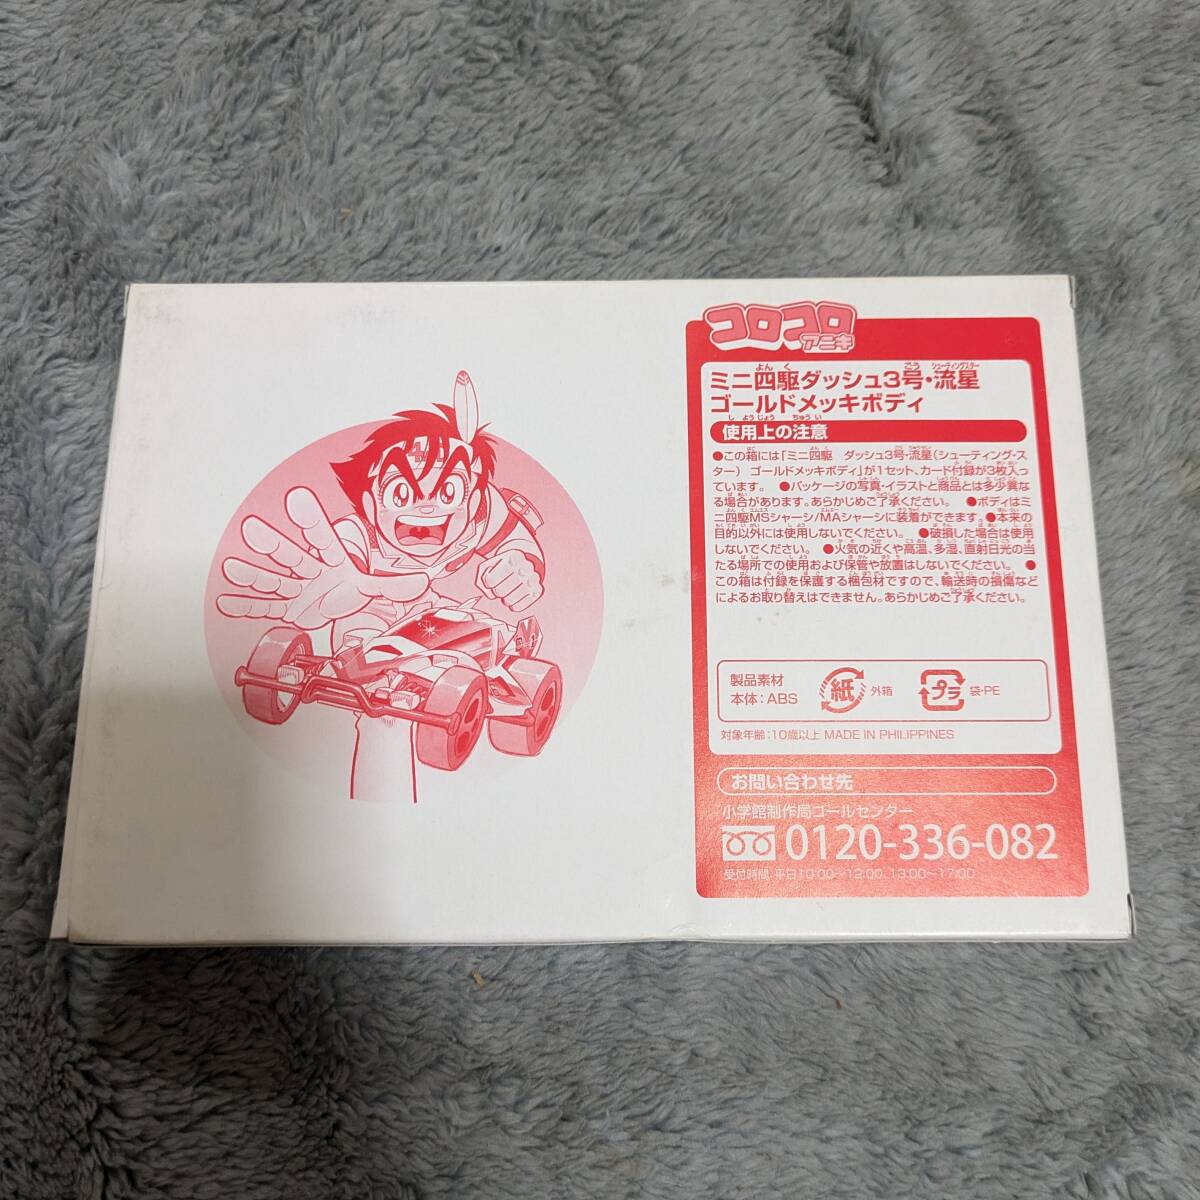 コロコロ
アニキ
ミニ四駆ダッシュ3号・流星
ゴールドメッキボディ
使用上の注意
●この箱には「ミニ四駆 ダッシュ3号・流星(シューティング・ス
ター) ゴールドメッキボディ」が1セット、カード付録が3枚入っ
ています。 ●パッケージの写真・イラストと商品とは多少異な
る場合があります。あらかじめご了承ください。 ●ボディはミ
ニ四駆MSシャーシ/MAシャーシに装着ができます。●本来の
目的以外には使用しないでください。 ●破損した場合は使用
しないでください。 ●火気の近くや高温、多湿、直射日光の当
たる場所での使用および保管や放置はしないでください。 ●
この箱は付録を保護する梱包材ですので、輸送時の損傷など
によるお取り替えはできません。あらかじめご了承ください。
製品素材
本体:ABS
紙 外箱
プラ 袋-PE
対象年齢:10歳以上 MADE IN PHILIPPINES
お問い合わせ先
小学館制作局コールセンター
0120-336-082
受付時間:平日10:00~12:00、13:00~17:00